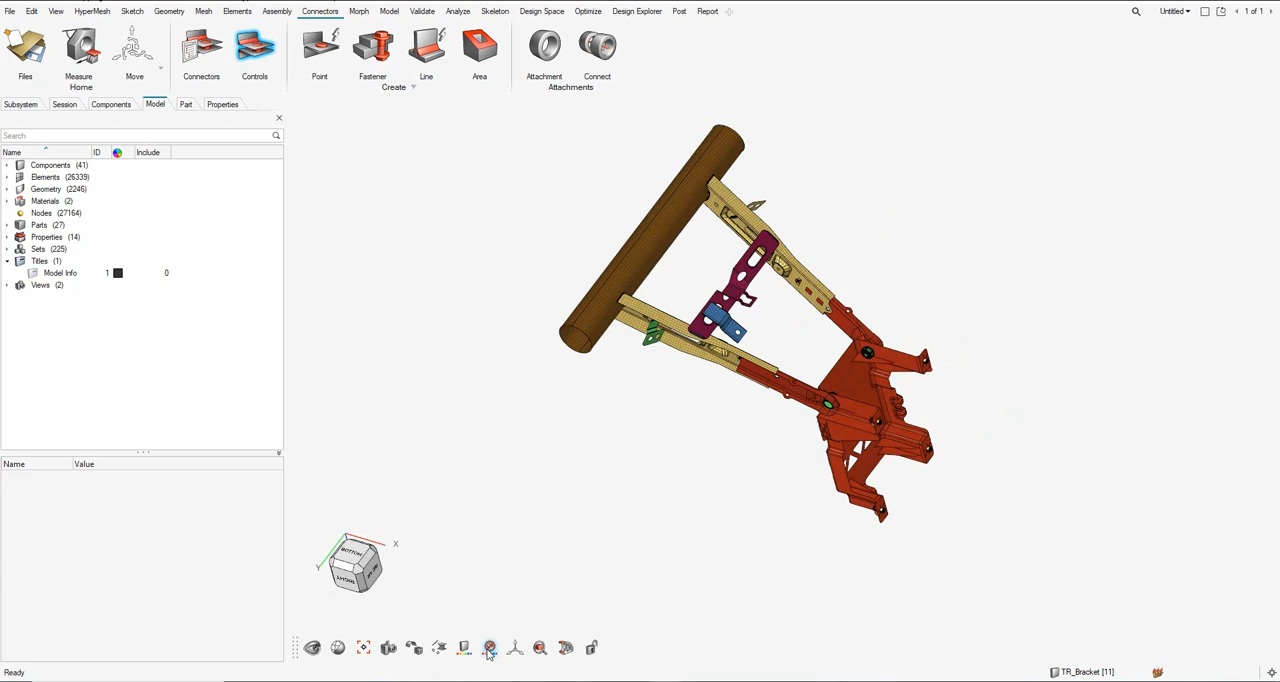 File Edit View HyperMesh Sketch Geometry Mesh Elements Assembly Connectors Morph Model Validate Analyze Skeleton Design Space Optimize Design Explorer Post Report Untitled 1 of 1
Files Measure Move Connectors Controls Point Fastener Line Area Attachment Connect
Home Create Attachments
Subsystem Session Components Model Part Properties
Search
Name ID Include
Components (41)
Elements (26339)
Geometry (2246)
Materials (2)
Nodes (27164)
Parts (27)
Properties (14)
Sets (225)
Titles (1)
Model Info 1 0
Views (2)
Name Value
X
Y
BOTTOM
Ready TR_Bracket [11]